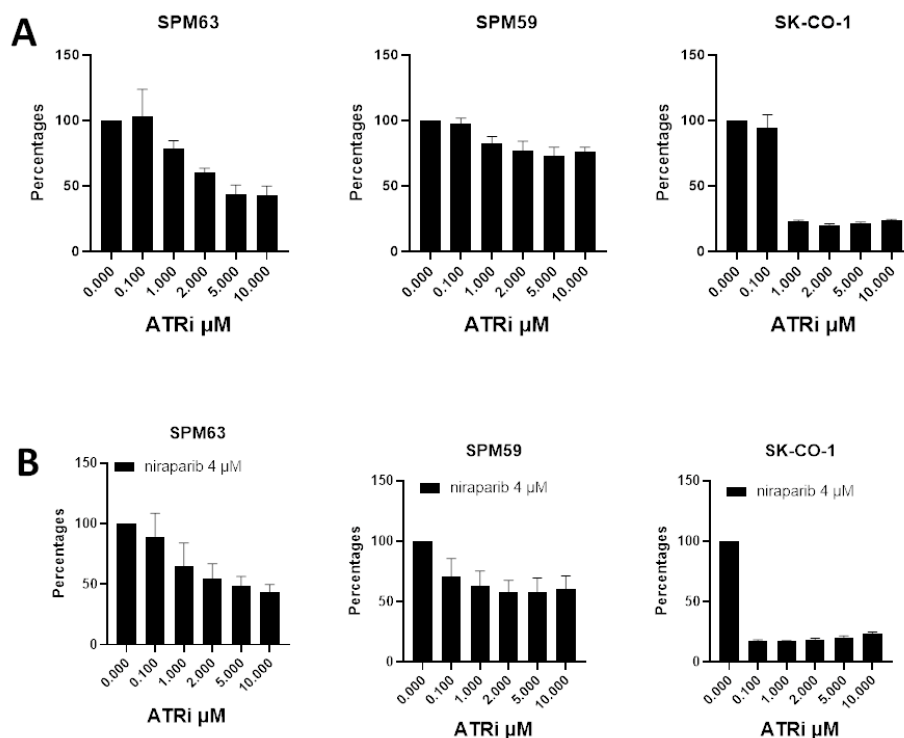 A
SPM63
150
100
50
0
Percentages
0.000
0.100
1.000
2.000
5.000
10.000
ATRi µM
SPM59
150
100
50
0
Percentages
0.000
0.100
1.000
2.000
5.000
10.000
ATRi µM
SK-CO-1
150
100
50
0
Percentages
0.000
0.100
1.000
2.000
5.000
10.000
ATRi µM
B
SPM63
niraparib 4 µM
150
100
50
0
Percentages
0.000
0.100
1.000
2.000
5.000
10.000
ATRi µM
SPM59
niraparib 4 µM
150
100
50
0
Percentages
0.000
0.100
1.000
2.000
5.000
10.000
ATRi µM
SK-CO-1
niraparib 4 µM
150
100
50
0
Percentages
0.000
0.100
1.000
2.000
5.000
10.000
ATRi µM